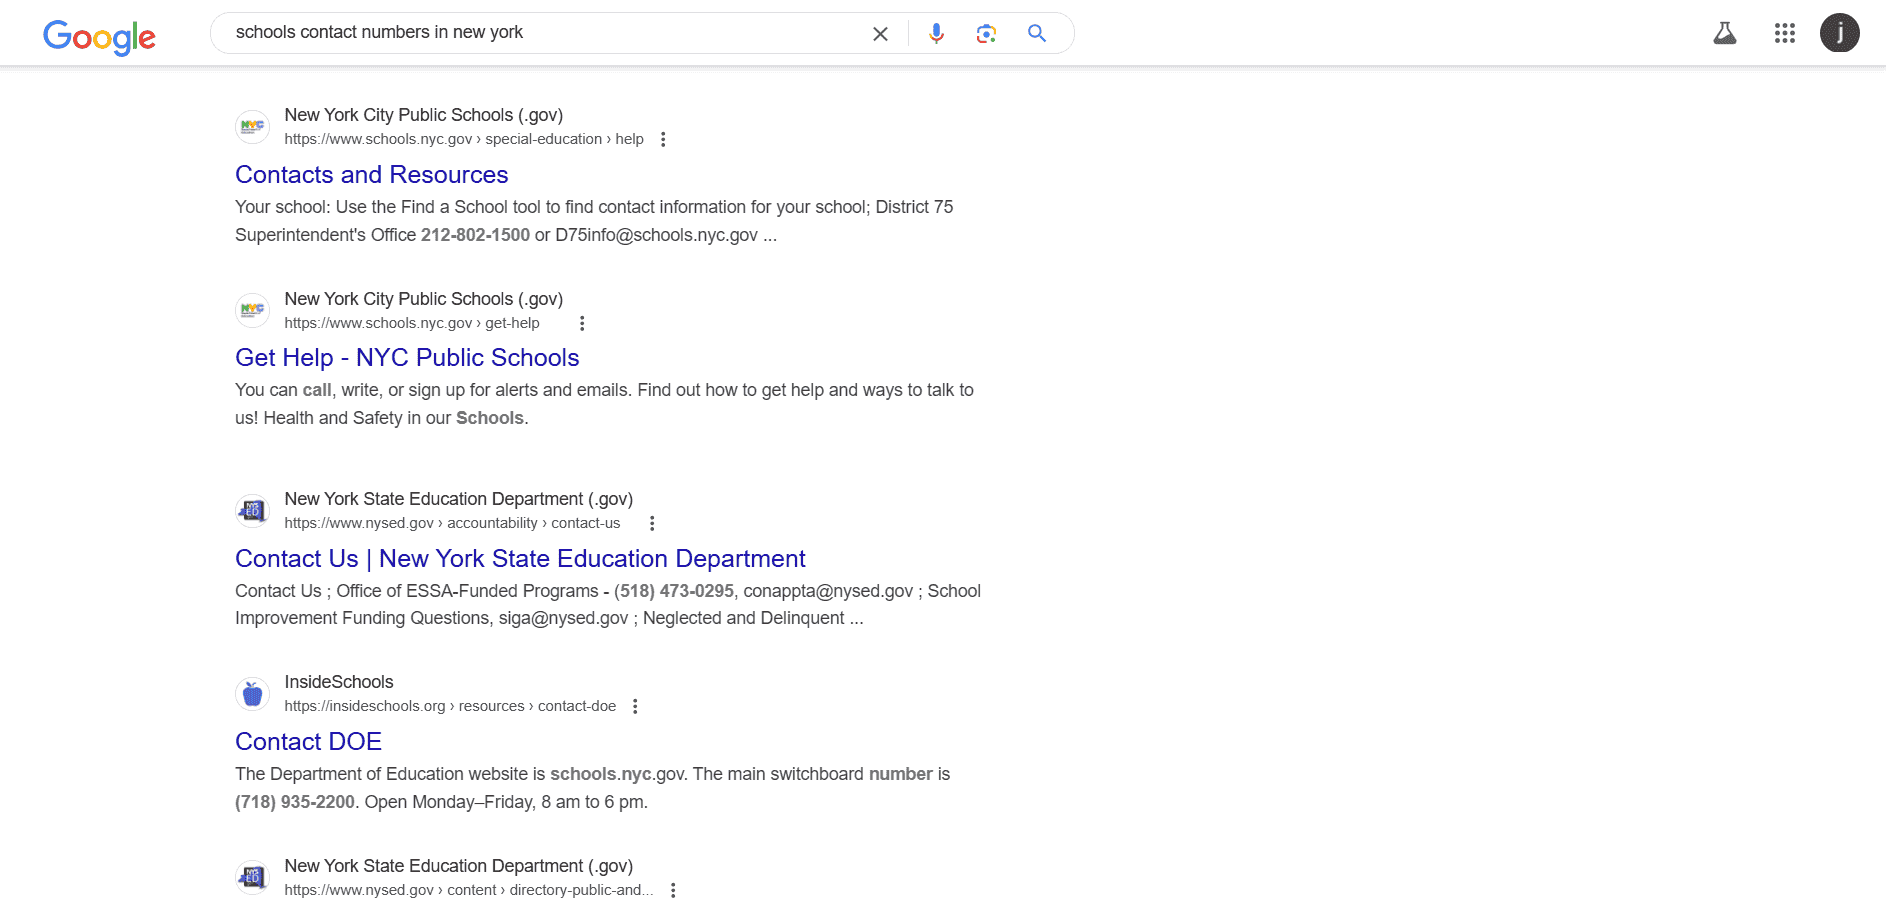 Google
schools contact numbers in new york
j
New York City Public Schools (.gov)
https://www.schools.nyc.gov › special-education › help
Contacts and Resources
Your school: Use the Find a School tool to find contact information for your school; District 75
Superintendent's Office 212-802-1500 or D75info@schools.nyc.gov ...
New York City Public Schools (.gov)
https://www.schools.nyc.gov › get-help
Get Help - NYC Public Schools
You can call, write, or sign up for alerts and emails. Find out how to get help and ways to talk to
us! Health and Safety in our Schools.
New York State Education Department (.gov)
https://www.nysed.gov › accountability › contact-us
Contact Us | New York State Education Department
Contact Us ; Office of ESSA-Funded Programs - (518) 473-0295, conappta@nysed.gov ; School
Improvement Funding Questions, siga@nysed.gov ; Neglected and Delinquent ...
InsideSchools
https://insideschools.org › resources › contact-doe
Contact DOE
The Department of Education website is schools.nyc.gov. The main switchboard number is
(718) 935-2200. Open Monday–Friday, 8 am to 6 pm.
New York State Education Department (.gov)
https://www.nysed.gov › content › directory-public-and...